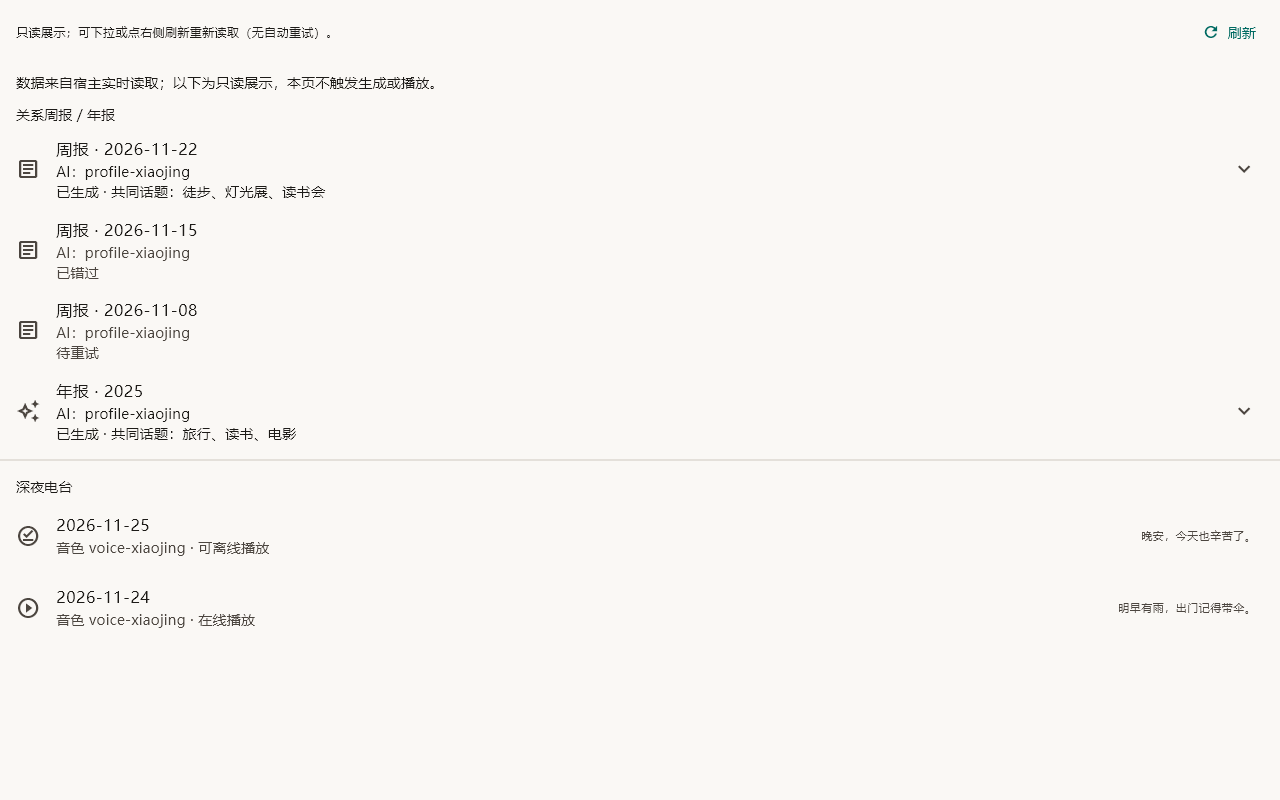 只读展示；可下拉或点右侧刷新重新读取（无自动重试）。
刷新
数据来自宿主实时读取；以下为只读展示，本页不触发生成或播放。
关系周报 / 年报
周报 · 2026-11-22
AI：profile-xiaojing
已生成 · 共同话题：徒步、灯光展、读书会
周报 · 2026-11-15
AI：profile-xiaojing
已错过
周报 · 2026-11-08
AI：profile-xiaojing
待重试
年报 · 2025
AI：profile-xiaojing
已生成 · 共同话题：旅行、读书、电影
深夜电台
2026-11-25
音色 voice-xiaojing · 可离线播放
晚安，今天也辛苦了。
2026-11-24
音色 voice-xiaojing · 在线播放
明早有雨，出门记得带伞。